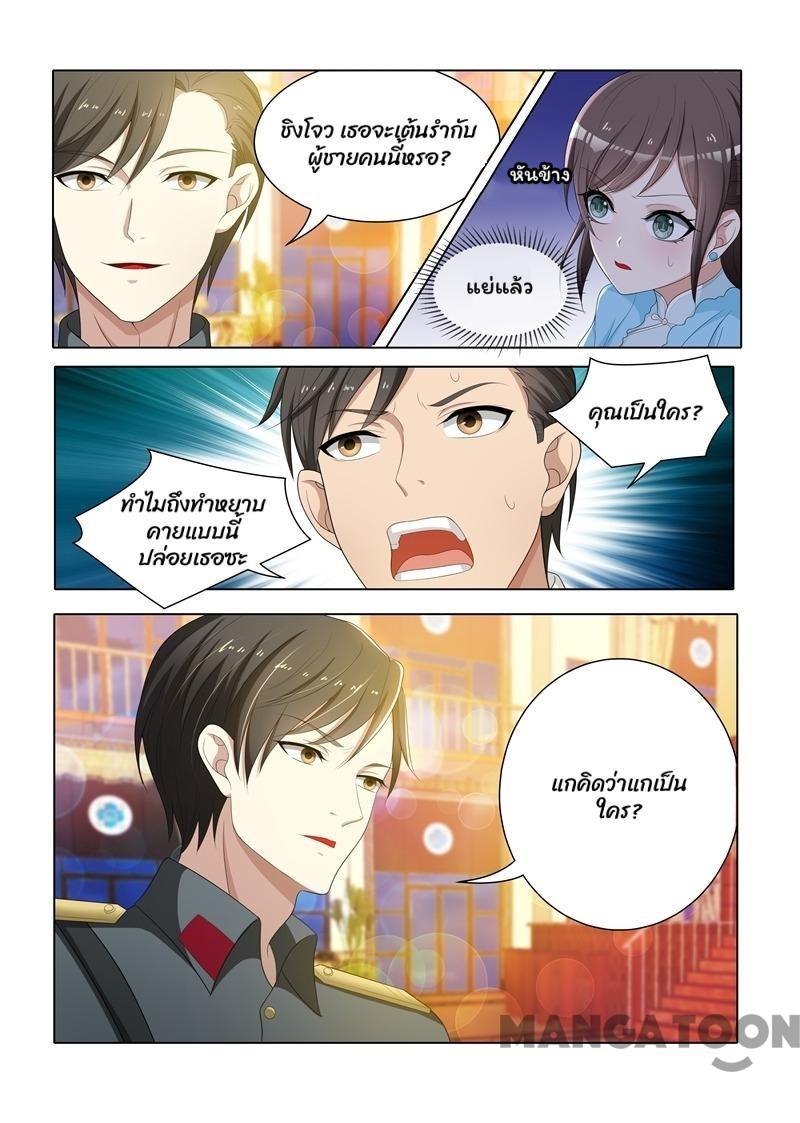 ชิงโจว เธอจะเต้นรำกับ
ผู้ชายคนนี้หรอ?
หันข้าง
แย่แล้ว
คุณเป็นใคร?
ทำไมถึงทำหยาบ
คายแบบนี้
ปล่อยเธอซะ
แกคิดว่าแกเป็น
ใคร?
MANGATOON